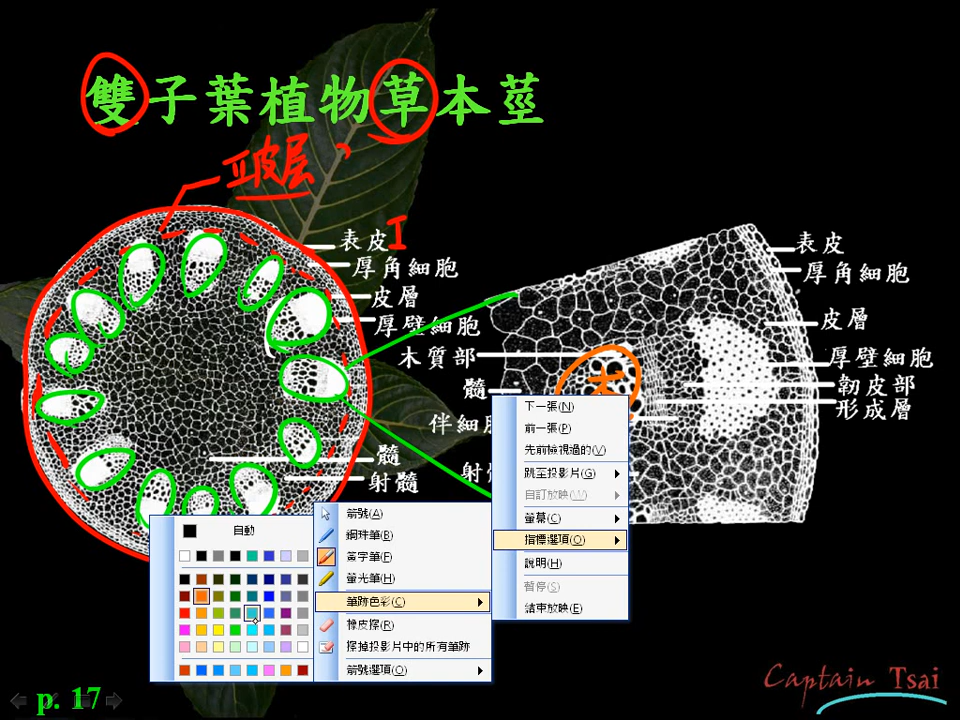 雙子葉植物草本莖
皮层
I
表皮
厚角細胞
皮層
厚壁細胞
木質部
髓
伴細胞
髓
射髓
射髓
表皮
厚角細胞
皮層
厚壁細胞
韌皮部
形成層
木
下一張(N)
前一張(P)
先前檢視過的(V)
跳至投影片(G)
自訂放映(W)
螢幕(C)
指標選項(O)
說明(H)
暫停(S)
結束放映(E)
箭號(A)
鋼珠筆(B)
簽字筆(F)
螢光筆(H)
筆跡色彩(C)
橡皮擦(R)
擦掉投影片中的所有筆跡
箭號選項(O)
自動
p. 17
Captain Tsai